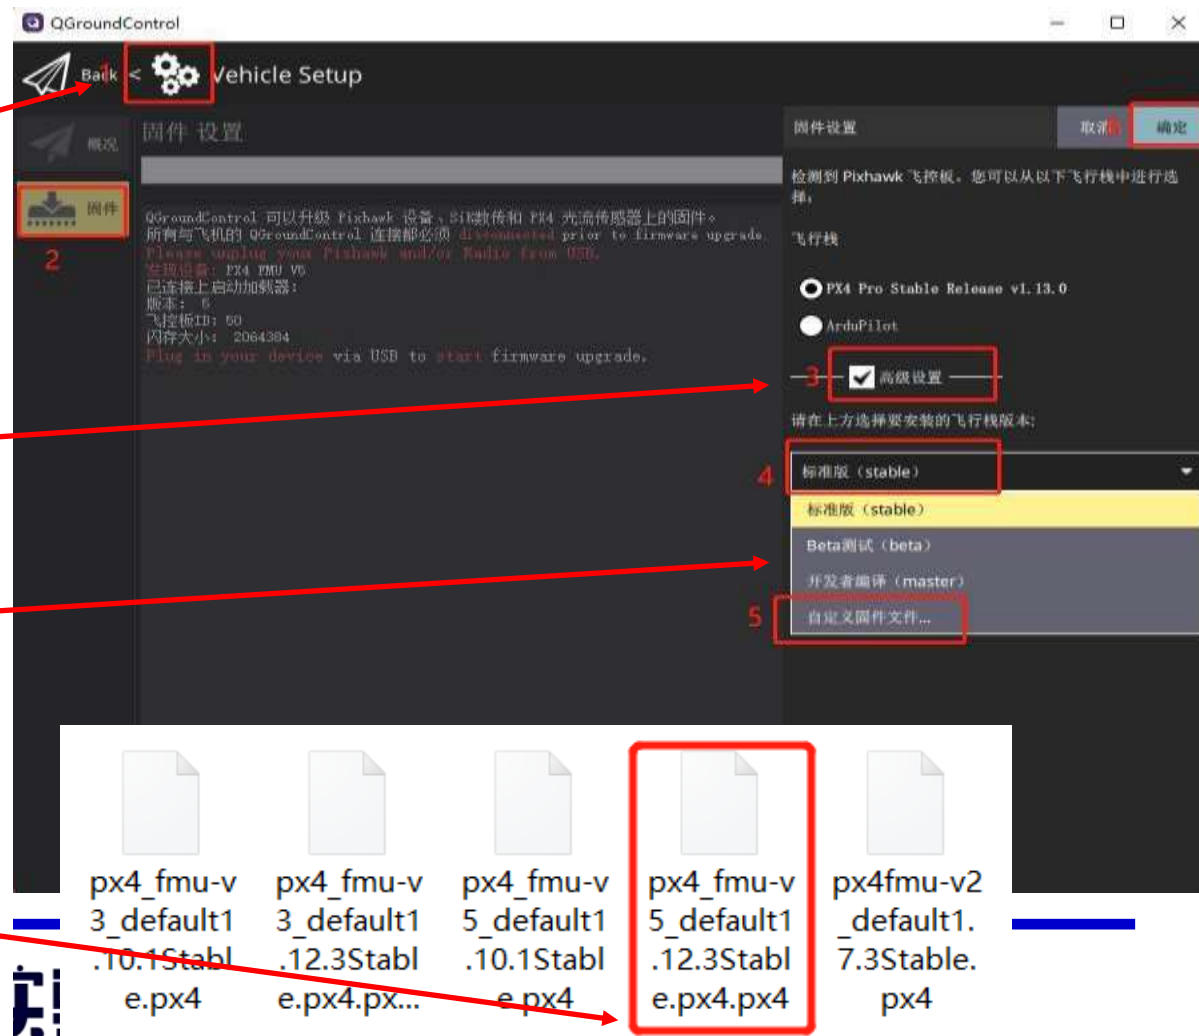 QGroundControl
Back < Vehicle Setup
1
概况
固件
2
固件 设置
QGroundControl 可以升级 Pixhawk 设备、SiK数传和 PX4 光流传感器上的固件。
所有与飞机的 QGroundControl 连接都必须 disconnected prior to firmware upgrade.
Please unplug your Pixhawk and/or Radio from USB.
发现设备: PX4 FMU V5
已连接上启动加载器:
版本: 5
飞控板ID: 50
闪存大小: 2064384
Plug in your device via USB to start firmware upgrade.
固件设置
取消
确定
检测到 Pixhawk 飞控板。您可以从以下飞行栈中进行选
择:
飞行栈
PX4 Pro Stable Release v1.13.0
ArduPilot
3
高级设置
请在上方选择要安装的飞行栈版本:
4
标准版（stable）
标准版（stable）
Beta测试（beta）
开发者编译（master）
5
自定义固件文件...
px4_fmu-v
3_default1
.10.1Stabl
e.px4
px4_fmu-v
3_default1
.12.3Stabl
e.px4.px...
px4_fmu-v
5_default1
.10.1Stabl
e.px4
px4_fmu-v
5_default1
.12.3Stabl
e.px4.px4
px4fmu-v2
_default1.
7.3Stable.
px4